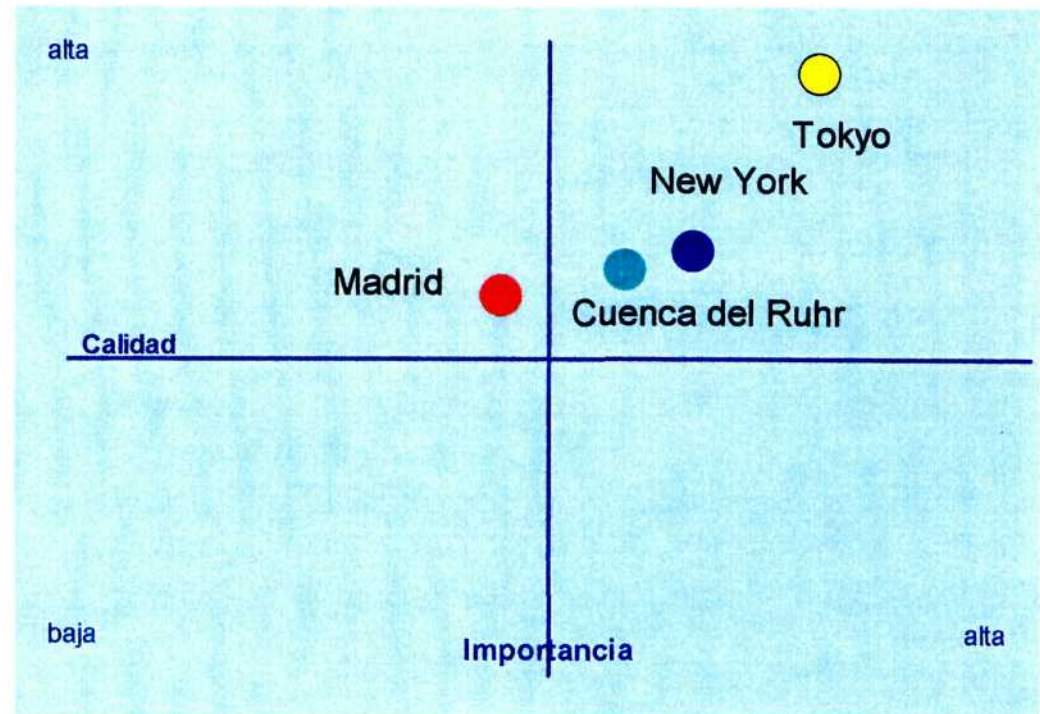 alta
Tokyo
New York
Madrid
Cuenca del Ruhr
Calidad
baja
Importancia
alta